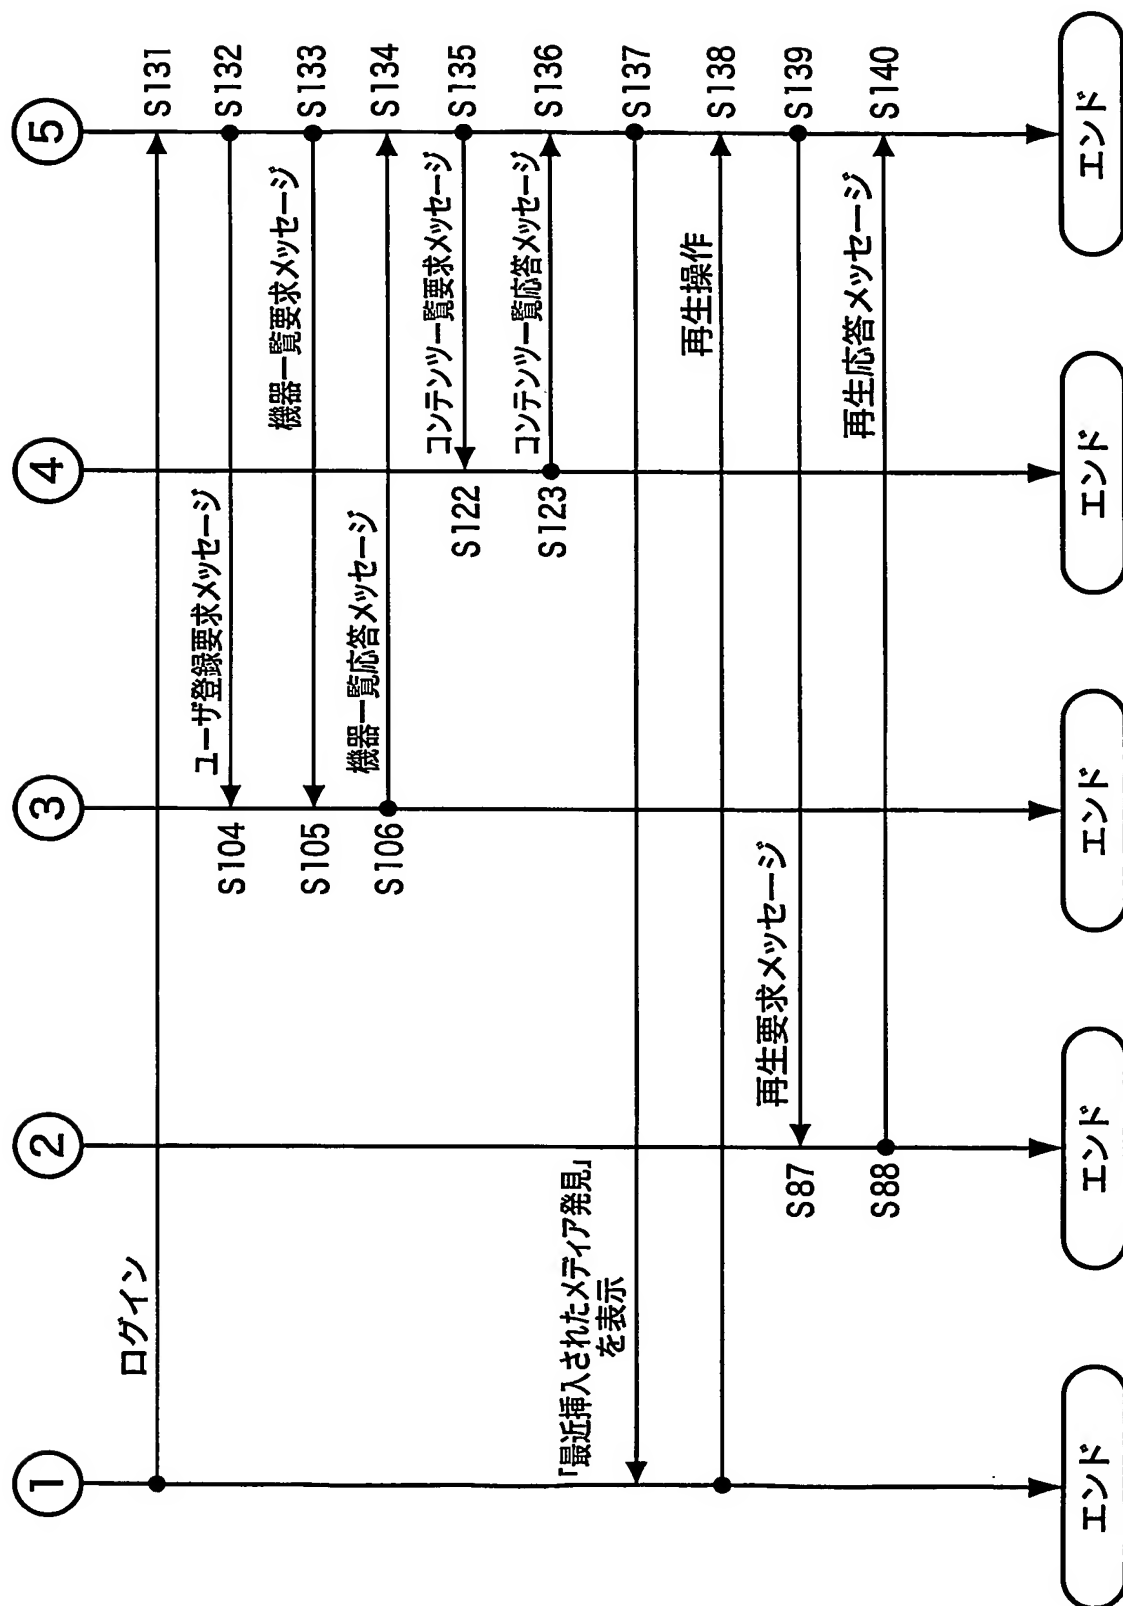 1
2
3
4
5
ログイン
S131
ユーザ登録要求メッセージ
S104
S132
機器一覧要求メッセージ
S105
S133
機器一覧応答メッセージ
S106
S134
コンテンツ一覧要求メッセージ
S122
S135
コンテンツ一覧応答メッセージ
S123
S136
「最近挿入されたメディア発見」
を表示
S137
再生操作
S138
再生要求メッセージ
S87
S139
再生応答メッセージ
S88
S140
エンド
エンド
エンド
エンド
エンド